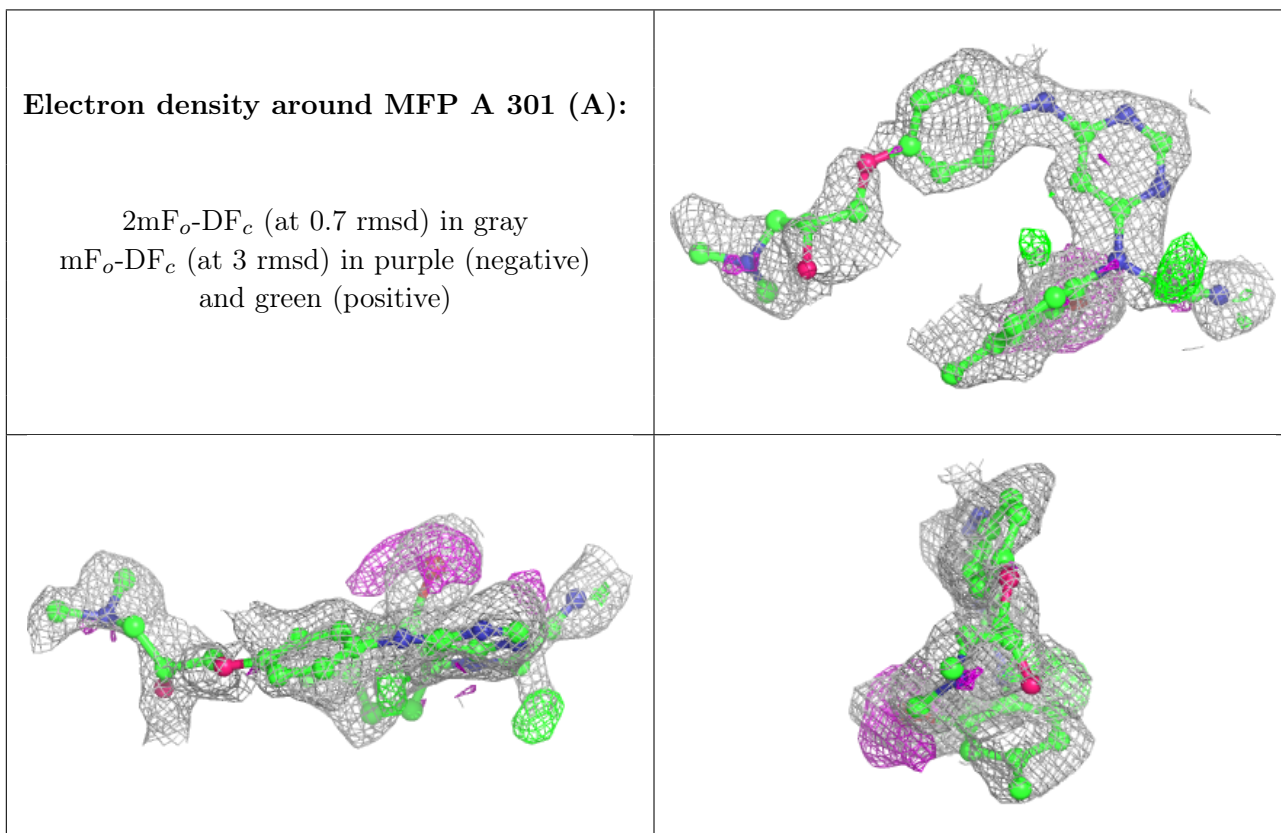 Electron density around MFP A 301 (A):
2mFo-DFc (at 0.7 rmsd) in gray
mFo-DFc (at 3 rmsd) in purple (negative)
and green (positive)